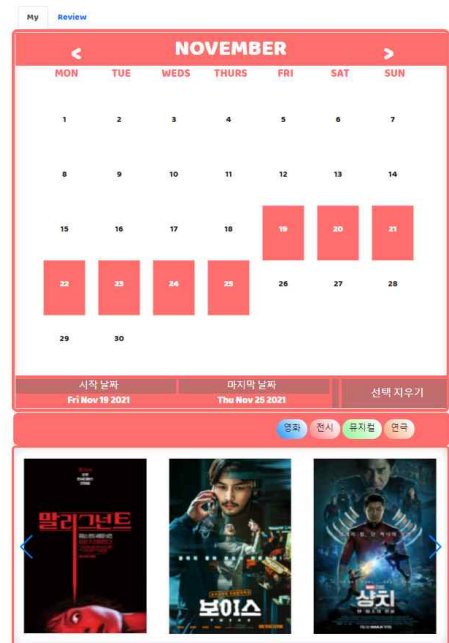 My Review
< NOVEMBER >
MON TUE WEDS THURS FRI SAT SUN
1 2 3 4 5 6 7
8 9 10 11 12 13 14
15 16 17 18 19 20 21
22 23 24 25 26 27 28
29 30
시작 날짜 마지막 날짜 선택 지우기
Fri Nov 19 2021 Thu Nov 25 2021
영화 전시 뮤지컬 연극
말리그넌트 보이스 샹치